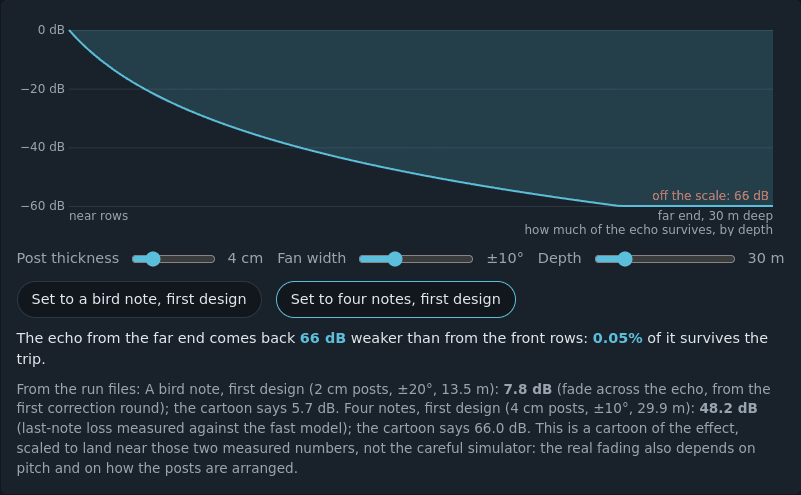 0 dB
−20 dB
−40 dB
−60 dB
off the scale: 66 dB
near rows
far end, 30 m deep
how much of the echo survives, by depth
Post thickness 4 cm Fan width ±10° Depth 30 m
Set to a bird note, first design Set to four notes, first design
The echo from the far end comes back 66 dB weaker than from the front rows: 0.05% of it survives the
trip.
From the run files: A bird note, first design (2 cm posts, ±20°, 13.5 m): 7.8 dB (fade across the echo, from the
first correction round); the cartoon says 5.7 dB. Four notes, first design (4 cm posts, ±10°, 29.9 m): 48.2 dB
(last-note loss measured against the fast model); the cartoon says 66.0 dB. This is a cartoon of the effect,
scaled to land near those two measured numbers, not the careful simulator: the real fading also depends on
pitch and on how the posts are arranged.